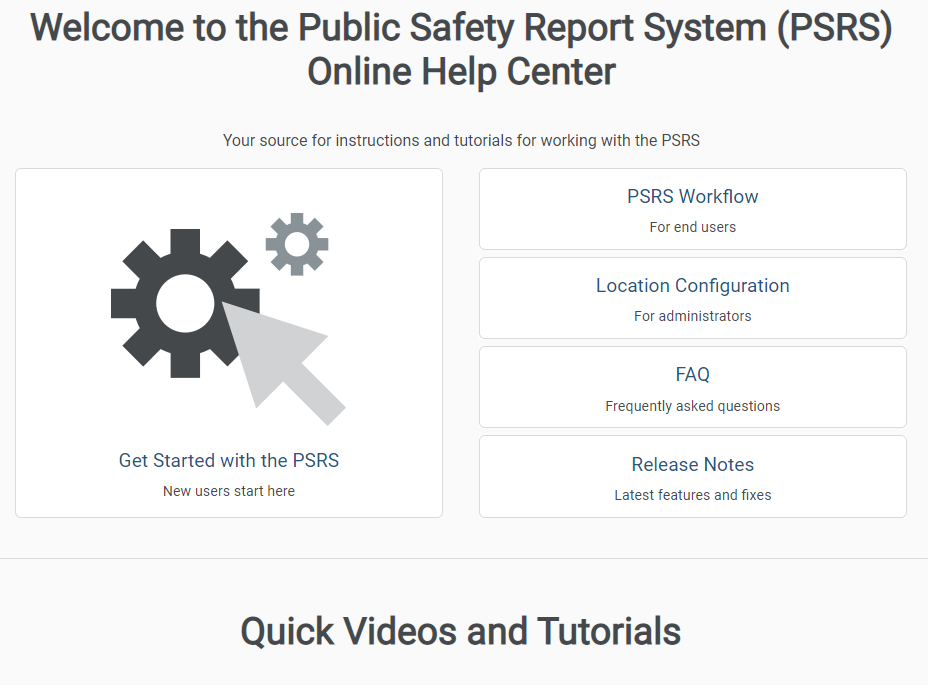 Welcome to the Public Safety Report System (PSRS)
Online Help Center
Your source for instructions and tutorials for working with the PSRS
Get Started with the PSRS
New users start here
PSRS Workflow
For end users
Location Configuration
For administrators
FAQ
Frequently asked questions
Release Notes
Latest features and fixes
Quick Videos and Tutorials